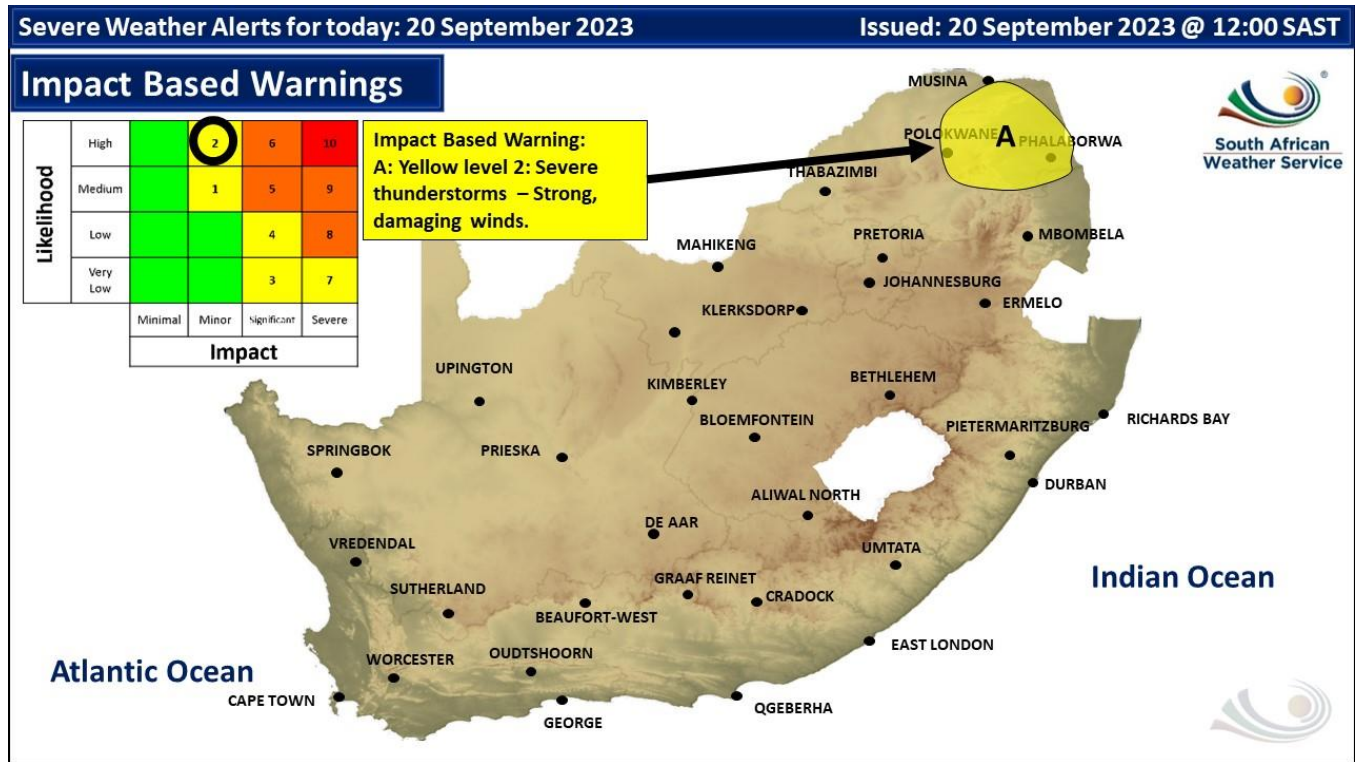 Severe Weather Alerts for today: 20 September 2023
Issued: 20 September 2023 @ 12:00 SAST
Impact Based Warnings
Likelihood
High
2
6
10
Medium
1
5
9
Low
4
8
Very
Low
3
7
Minimal
Minor
Significant
Severe
Impact
Impact Based Warning:
A: Yellow level 2: Severe
thunderstorms – Strong,
damaging winds.
®
South African
Weather Service
MUSINA
POLOKWANE
A
PHALABORWA
THABAZIMBI
MAHIKENG
PRETORIA
MBOMBELA
JOHANNESBURG
KLERKSDORP
ERMELO
UPINGTON
KIMBERLEY
BETHLEHEM
BLOEMFONTEIN
RICHARDS BAY
PIETERMARITZBURG
SPRINGBOK
PRIESKA
DURBAN
ALIWAL NORTH
DE AAR
VREDENDAL
UMTATA
GRAAF REINET
SUTHERLAND
CRADOCK
BEAUFORT-WEST
Indian Ocean
EAST LONDON
WORCESTER
OUDTSHOORN
Atlantic Ocean
CAPE TOWN
GEORGE
QGEBERHA